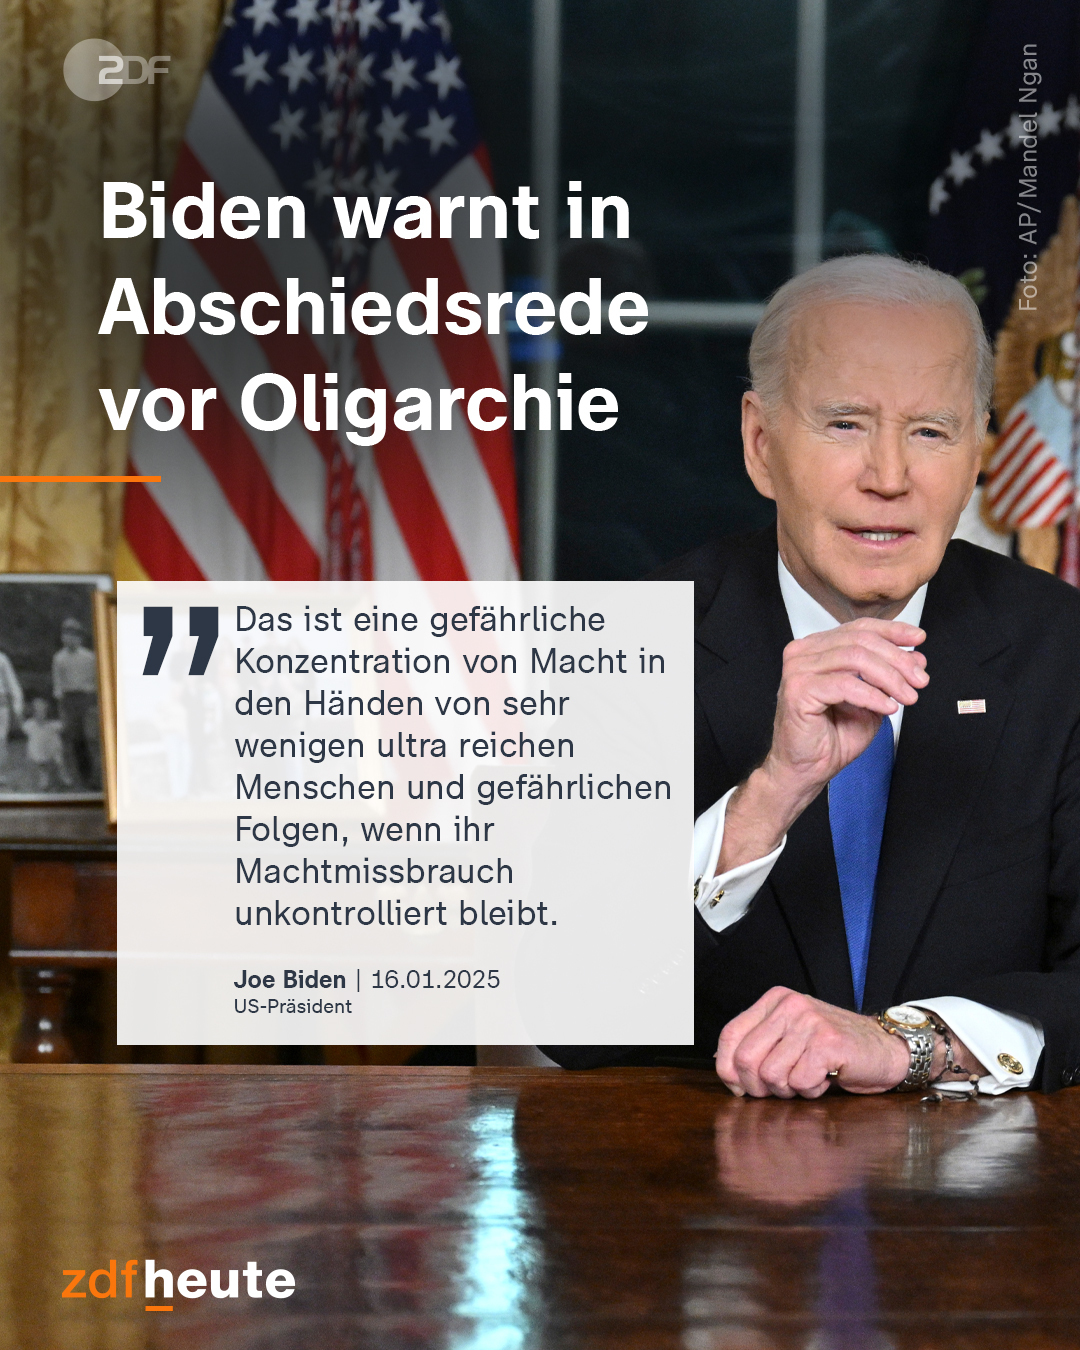 ZDF
Foto: AP/Mandel Ngan
Biden warnt in
Abschiedsrede
vor Oligarchie
" Das ist eine gefährliche
Konzentration von Macht in
den Händen von sehr
wenigen ultra reichen
Menschen und gefährlichen
Folgen, wenn ihr
Machtmissbrauch
unkontrolliert bleibt.
Joe Biden | 16.01.2025
US-Präsident
zdfheute